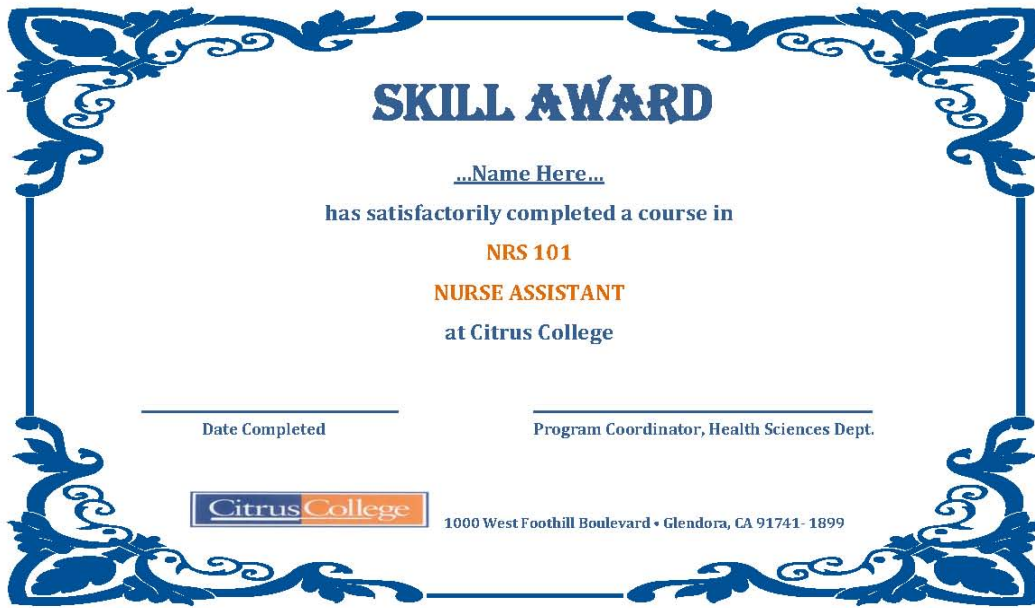 SKILL AWARD
...Name Here...
has satisfactorily completed a course in
NRS 101
NURSE ASSISTANT
at Citrus College
Date Completed
Program Coordinator, Health Sciences Dept.
Citrus College
1000 West Foothill Boulevard • Glendora, CA 91741- 1899